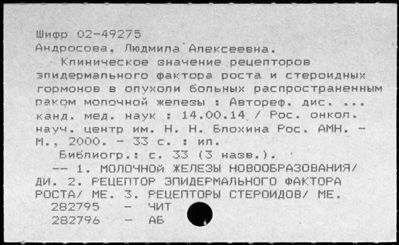 Шифр 02-49275
Андросова, Людмила Алексеевна.
Клиническое значение рецепторов
эпидермального фактора роста и стероидных
гормонов в опухоли больных распространенным
раком молочной железы : Автореф. дис. ...
канд. мед. наук : 14.00.14 / Рос. онкол.
науч. центр им. Н. Н. Блохина Рос. АМН. -
М., 2000. - 33 с. : ил.
Библиогр.: с. 33 (3 назв.).
-- 1. МОЛОЧНОЙ ЖЕЛЕЗЫ НОВООБРАЗОВАНИЯ/
ДИ. 2. РЕЦЕПТОР ЭПИДЕРМАЛЬНОГО ФАКТОРА
РОСТА/ МЕ. 3. РЕЦЕПТОРЫ СТЕРОИДОВ/ МЕ.
282795 - ЧИТ
282796 - АБ